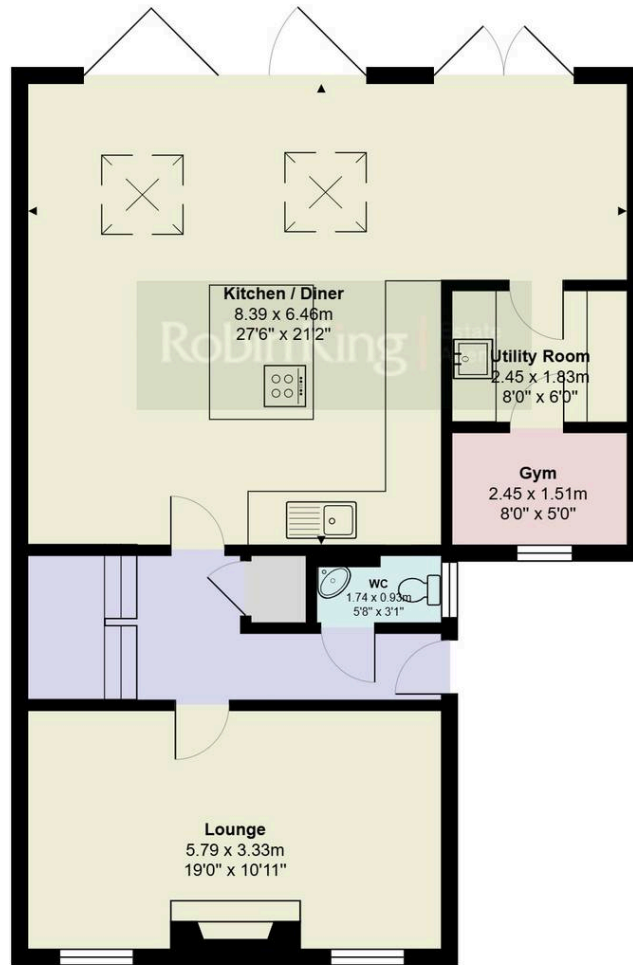 Kitchen / Diner
8.39 x 6.46m
27'6" x 21'2"
RobinKing | Estate
Utility Room
2.45 x 1.83m
8'0" x 6'0"
Gym
2.45 x 1.51m
8'0" x 5'0"
WC
1.74 x 0.93m
5'8" x 3'1"
Lounge
5.79 x 3.33m
19'0" x 10'11"